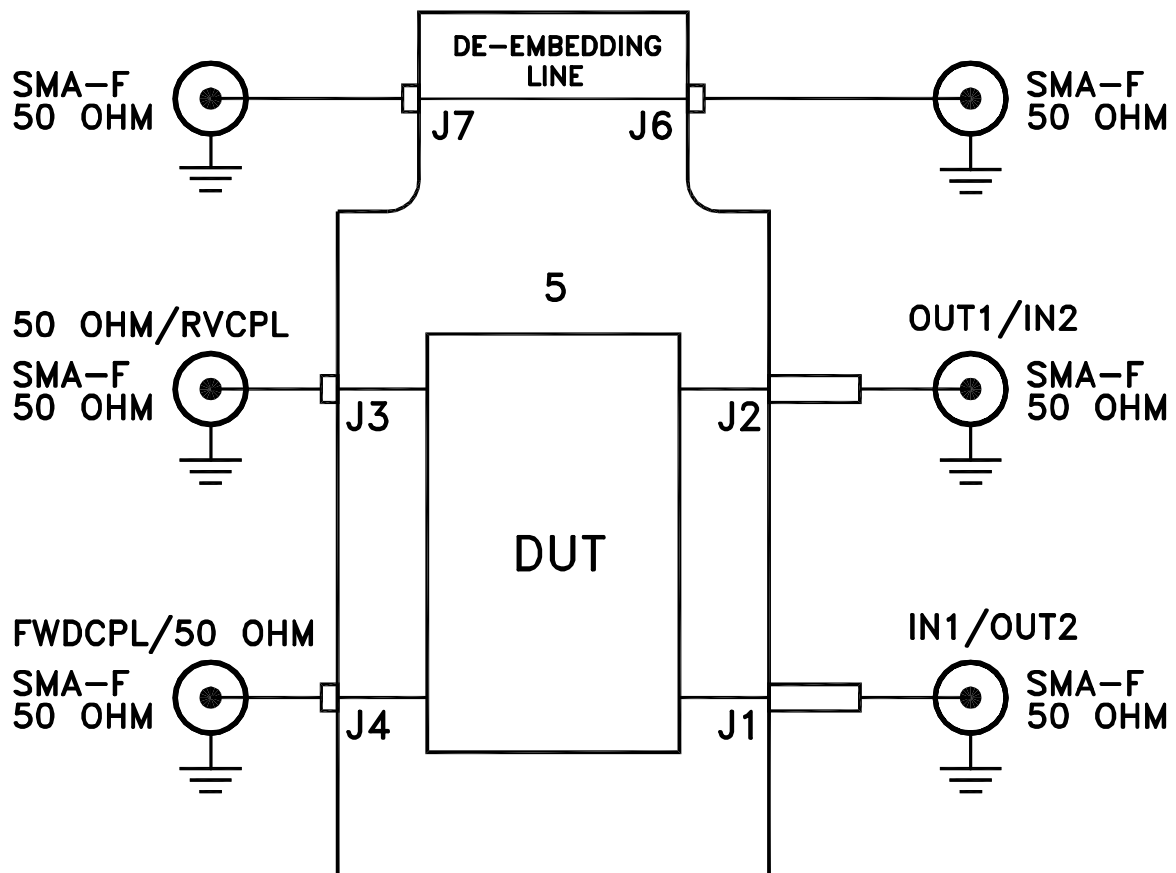 DE-EMBEDDING
LINE
SMA-F
50 OHM
J7
J6
SMA-F
50 OHM
5
50 OHM/RVCPL
SMA-F
50 OHM
J3
OUT1/IN2
J2
SMA-F
50 OHM
DUT
FWDCPL/50 OHM
SMA-F
50 OHM
J4
IN1/OUT2
J1
SMA-F
50 OHM